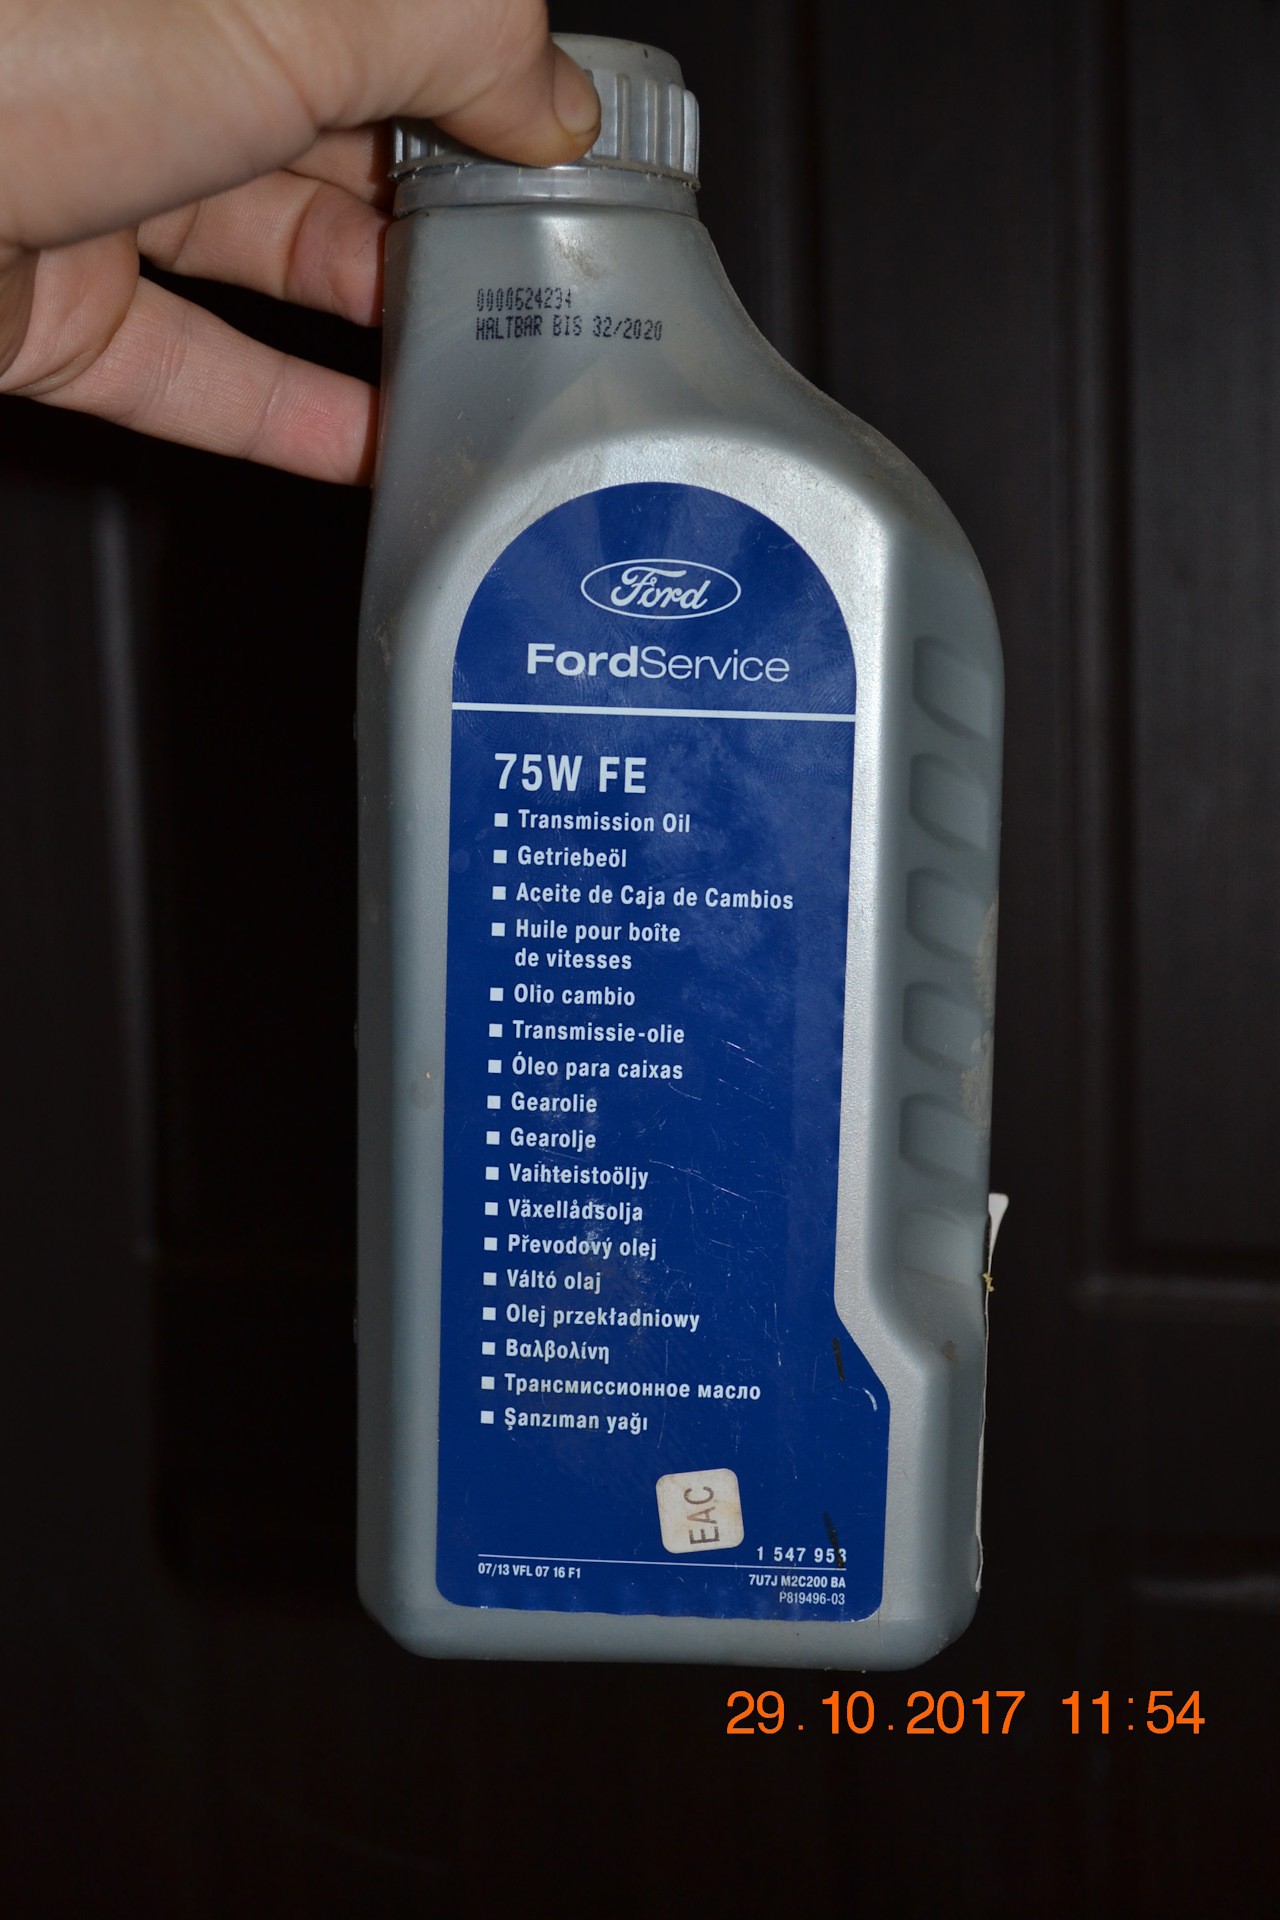 0000624234
HALTBAR BIS 32/2020
Ford
FordService
75W FE
■ Transmission Oil
■ Getriebeöl
■ Aceite de Caja de Cambios
■ Huile pour boîte
de vitesses
■ Olio cambio
■ Transmissie-olie
■ Óleo para caixas
■ Gearolie
■ Gearolje
■ Vaihteistoöljy
■ Växellådsolja
■ Převodový olej
■ Váltó olaj
■ Olej przekładniowy
■ Βαλβολίνη
■ Трансмиссионное масло
■ Şanzıman yağı
EAC
1 547 953
07/13 VFL 07 16 F1
7U7J M2C200 BA
P819496-03
29.10.2017 11:54